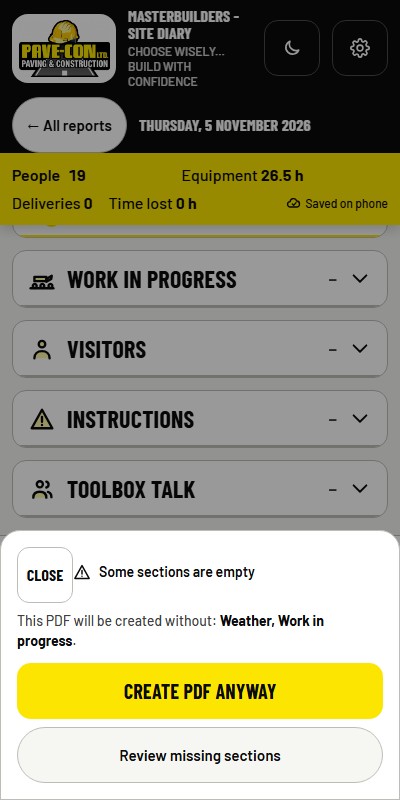 PAVE-CON LTD.
PAVING & CONSTRUCTION
MASTERBUILDERS -
SITE DIARY
CHOOSE WISELY...
BUILD WITH
CONFIDENCE
← All reports
THURSDAY, 5 NOVEMBER 2026
People 19
Equipment 26.5 h
Deliveries 0
Time lost 0 h
Saved on phone
WORK IN PROGRESS –
VISITORS –
INSTRUCTIONS –
TOOLBOX TALK –
CLOSE
Some sections are empty
This PDF will be created without: Weather, Work in
progress.
CREATE PDF ANYWAY
Review missing sections